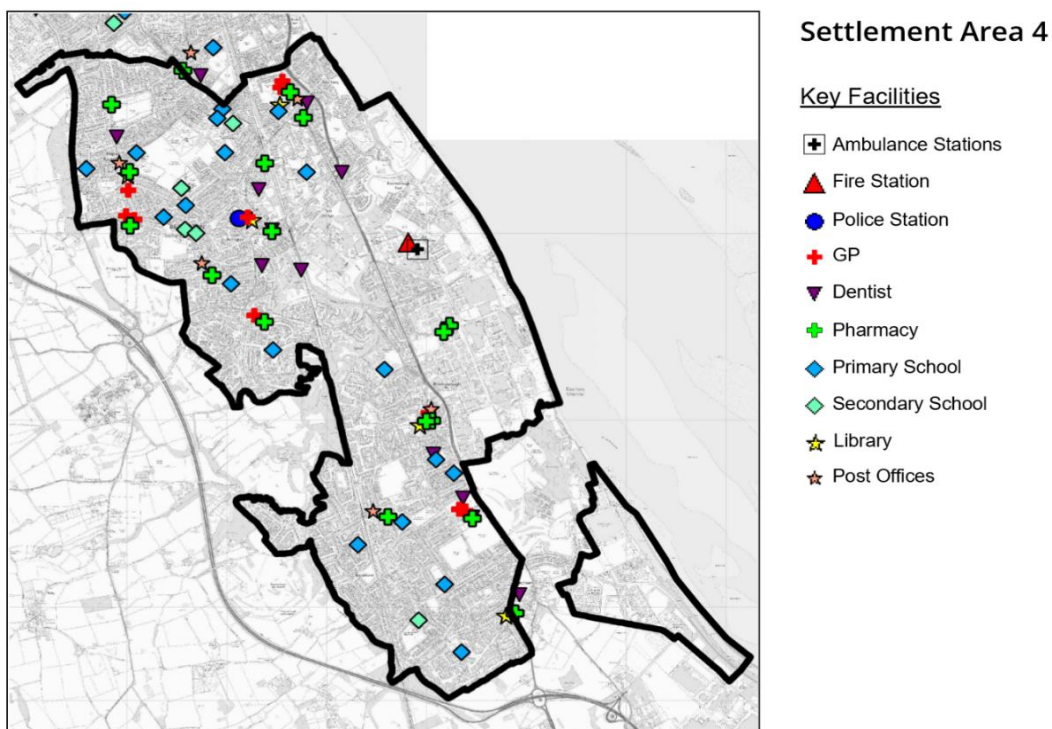 Settlement Area 4
Key Facilities
Ambulance Stations
Fire Station
Police Station
GP
Dentist
Pharmacy
Primary School
Secondary School
Library
Post Offices